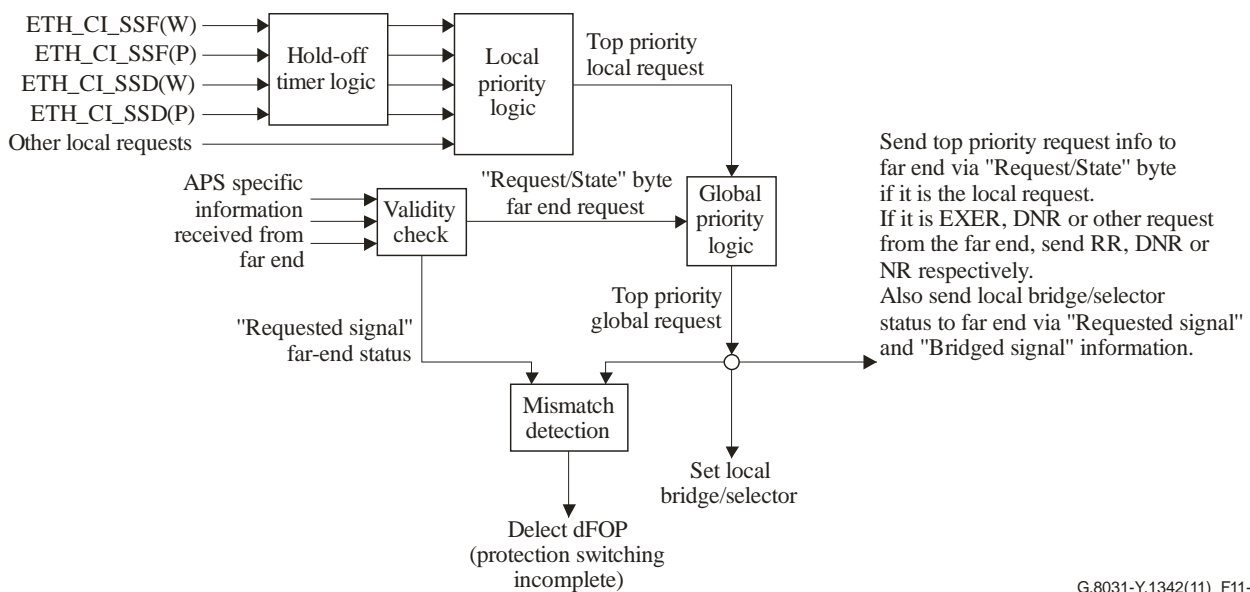 ETH_CI_SSF(W)
ETH_CI_SSF(P)
ETH_CI_SSD(W)
ETH_CI_SSD(P)
Other local requests
Hold-off
timer logic
Local
priority
logic
Top priority
local request
APS specific
information
received from
far end
Validity
check
"Request/State" byte
far end request
Global
priority
logic
Send top priority request info to
far end via "Request/State" byte
if it is the local request.
If it is EXER, DNR or other request
from the far end, send RR, DNR or
NR respectively.
Also send local bridge/selector
status to far end via "Requested signal"
and "Bridged signal" information.
"Requested signal"
far-end status
Top priority
global request
Mismatch
detection
Set local
bridge/selector
Delect dFOP
(protection switching
incomplete)
G.8031-Y.1342(11)_F11-